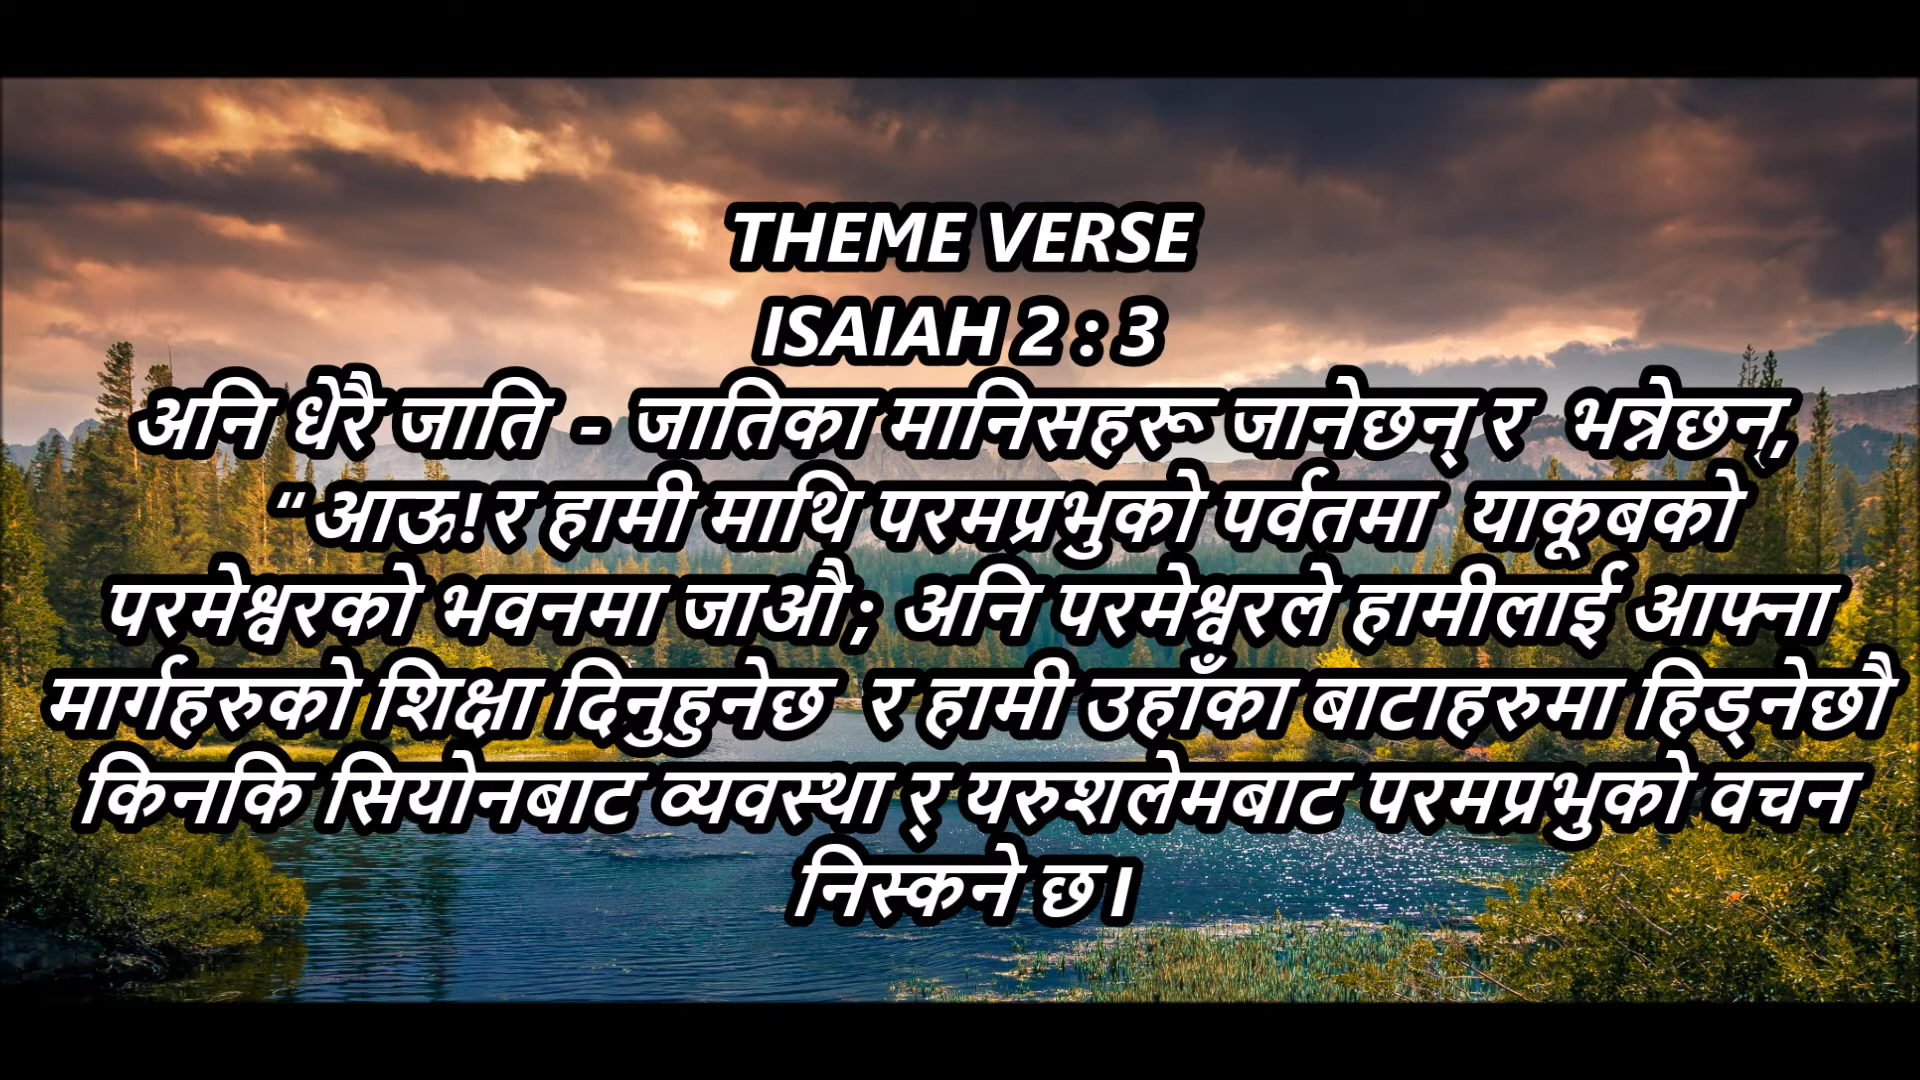 THEME VERSE
ISAIAH 2 : 3
अनि धेरै जाति - जातिका मानिसहरू जानेछन् र भन्नेछन्,
“आऊ!र हामी माथि परमप्रभुको पर्वतमा याकूबको
परमेश्वरको भवनमा जाऔ; अनि परमेश्वरले हामीलाई आफ्ना
मार्गहरुको शिक्षा दिनुहुनेछ र हामी उहाँका बाटाहरुमा हिड्नेछौ
किनकि सियोनबाट व्यवस्था र् यरुशलेमबाट परमप्रभुको वचन
निस्कने छ।